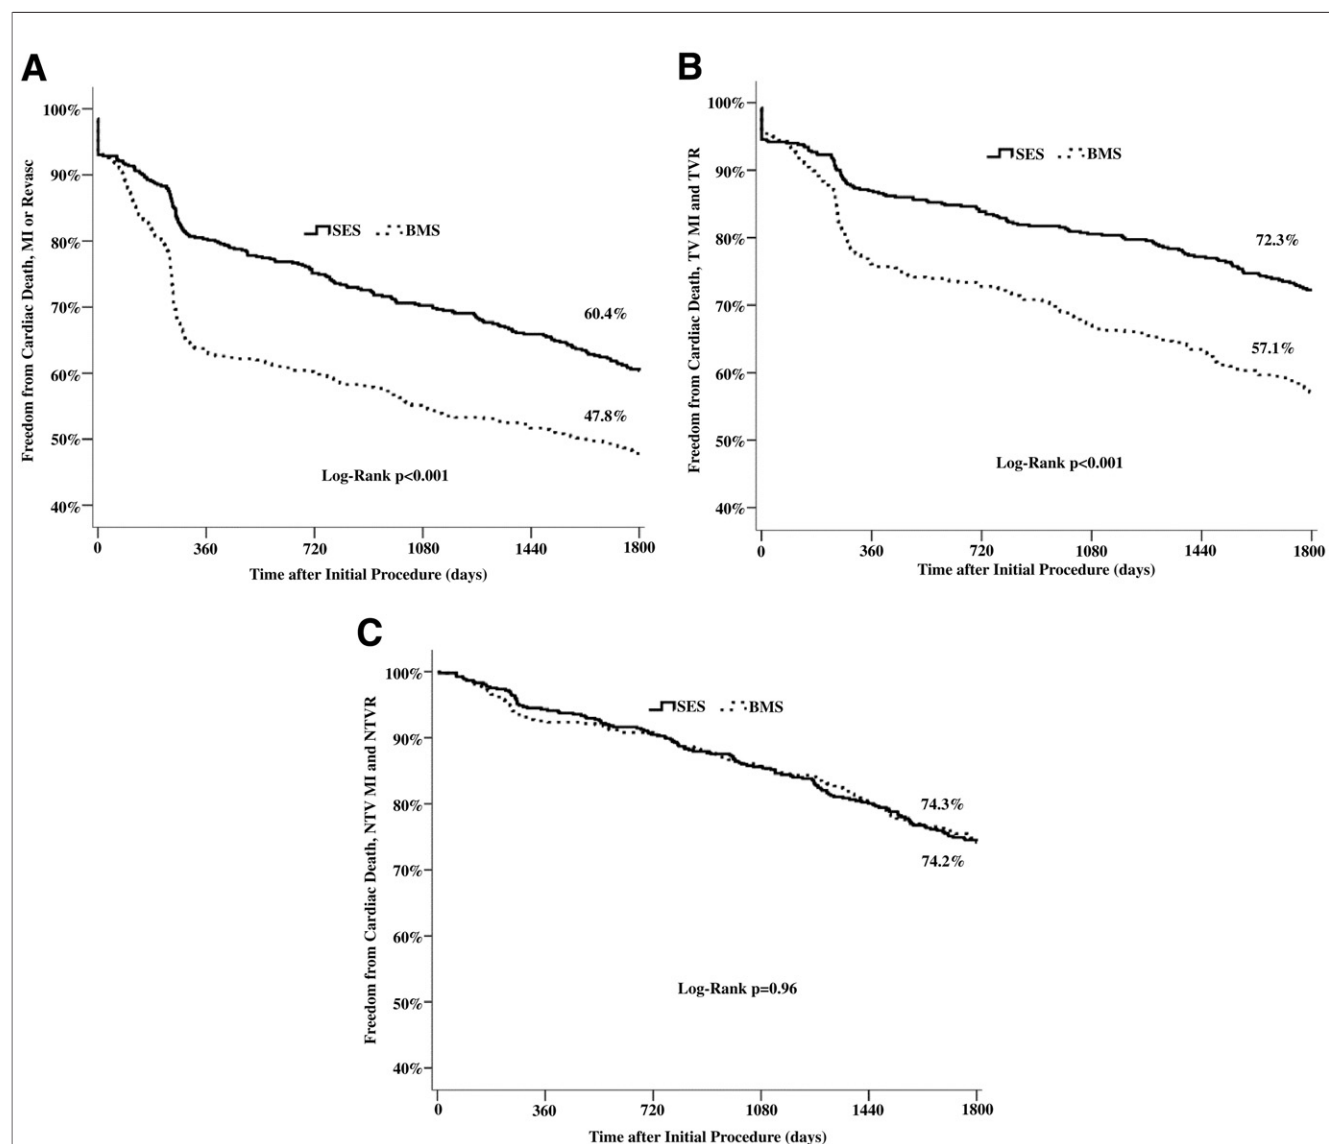 A
Freedom from Cardiac Death, MI or Revasc
100%
90%
80%
70%
60%
50%
40%
SES BMS
60.4%
47.8%
Log-Rank p<0.001
0 360 720 1080 1440 1800
Time after Initial Procedure (days)
B
Freedom from Cardiac Death, TV MI and TVR
100%
90%
80%
70%
60%
50%
40%
SES BMS
72.3%
57.1%
Log-Rank p<0.001
0 360 720 1080 1440 1800
Time after Initial Procedure (days)
C
Freedom from Cardiac Death, NTV MI and NTVR
100%
90%
80%
70%
60%
50%
40%
SES BMS
74.3%
74.2%
Log-Rank p=0.96
0 360 720 1080 1440 1800
Time after Initial Procedure (days)